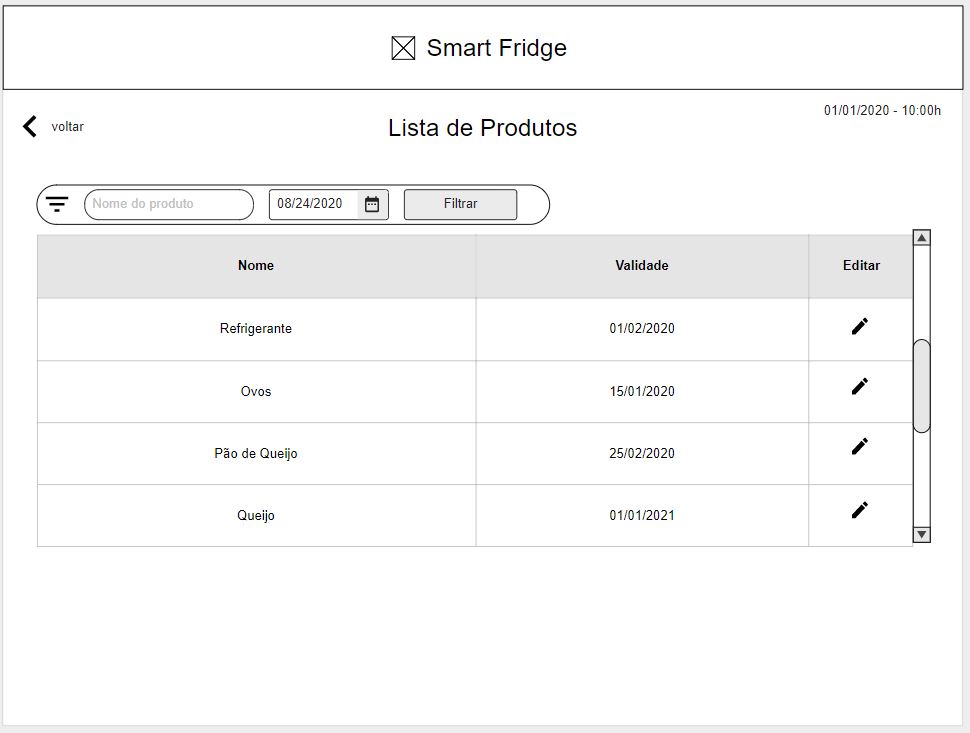 Smart Fridge
01/01/2020 - 10:00h
voltar
Lista de Produtos
Nome do produto 08/24/2020 Filtrar
Nome Validade Editar
Refrigerante 01/02/2020
Ovos 15/01/2020
Pão de Queijo 25/02/2020
Queijo 01/01/2021